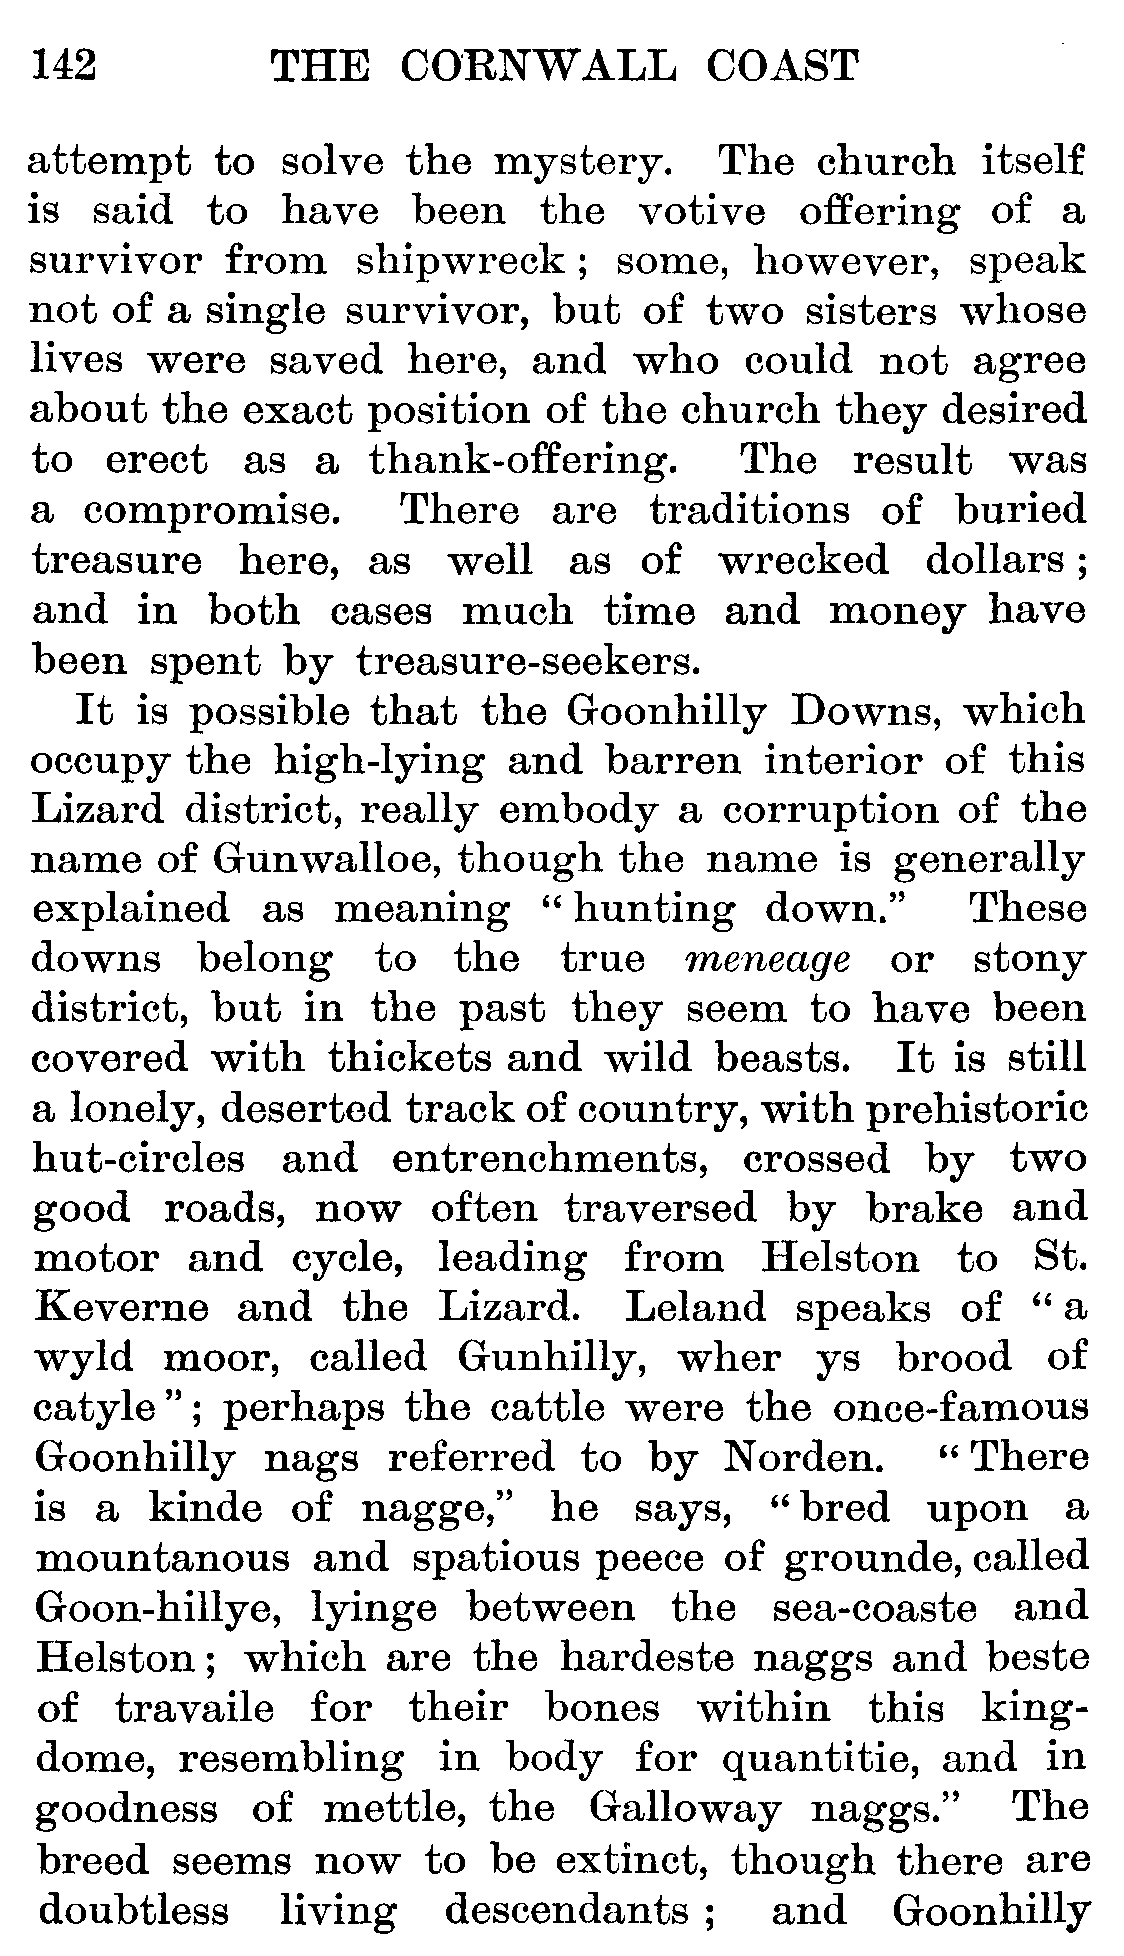 142 THE CORNWALL COAST
attempt to solve the mystery. The church itself
is said to have been the votive offering of a
survivor from shipwreck ; some, however, speak
not of a single survivor, but of two sisters whose
lives were saved here, and who could not agree
about the exact position of the church they desired
to erect as a thank-offering. The result was
a compromise. There are traditions of buried
treasure here, as well as of wrecked dollars ;
and in both cases much time and money have
been spent by treasure-seekers.
It is possible that the Goonhilly Downs, which
occupy the high-lying and barren interior of this
Lizard district, really embody a corruption of the
name of Gunwalloe, though the name is generally
explained as meaning “ hunting down.” These
downs belong to the true meneage or stony
district, but in the past they seem to have been
covered with thickets and wild beasts. It is still
a lonely, deserted track of country, with prehistoric
hut-circles and entrenchments, crossed by two
good roads, now often traversed by brake and
motor and cycle, leading from Helston to St.
Keverne and the Lizard. Leland speaks of “ a
wyld moor, called Gunhilly, wher ys brood of
catyle ” ; perhaps the cattle were the once-famous
Goonhilly nags referred to by Norden. “ There
is a kinde of nagge,” he says, “ bred upon a
mountanous and spatious peece of grounde, called
Goon-hillye, lyinge between the sea-coaste and
Helston ; which are the hardeste naggs and beste
of travaile for their bones within this king-
dome, resembling in body for quantitie, and in
goodness of mettle, the Galloway naggs.” The
breed seems now to be extinct, though there are
doubtless living descendants ; and Goonhilly